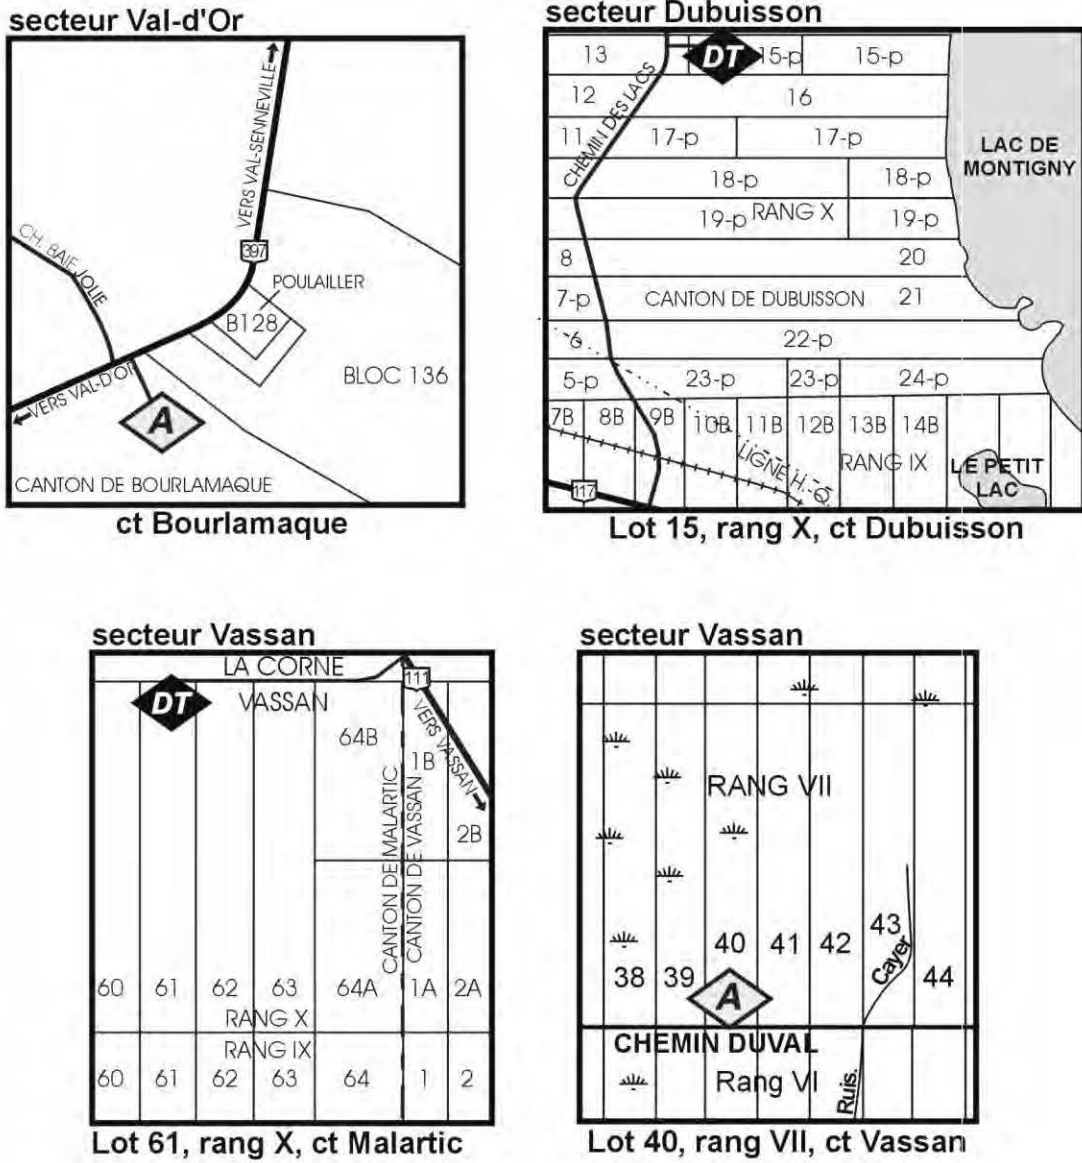 secteur Val-d'Or
VERS VAL-SENNEVILLE
CH. BAIE JOLIE
397
POULAILLER
B128
BLOC 136
VERS VAL-D'OR
A
CANTON DE BOURLAMAQUE
ct Bourlamaque
secteur Dubuisson
13
DT
15-p
15-p
CHEMIN DES LACS
12
16
11
17-p
17-p
LAC DE
MONTIGNY
18-p
18-p
19-p
RANG X
19-p
8
20
7-p
CANTON DE DUBUISSON
21
6
22-p
5-p
23-p
23-p
24-p
7B
8B
9B
10B
11B
12B
13B
14B
LIGNE H.-Q.
RANG IX
LE PETIT
LAC
117
Lot 15, rang X, ct Dubuisson
secteur Vassan
LA CORNE
111
DT
VASSAN
VERS VASSAN
64B
1B
CANTON DE MALARTIC
CANTON DE VASSAN
2B
60
61
62
63
64A
1A
2A
RANG X
RANG IX
60
61
62
63
64
1
2
Lot 61, rang X, ct Malartic
secteur Vassan
RANG VII
38
39
40
41
42
43
Cayer
44
A
CHEMIN DUVAL
Rang VI
Ruis.
Lot 40, rang VII, ct Vassan